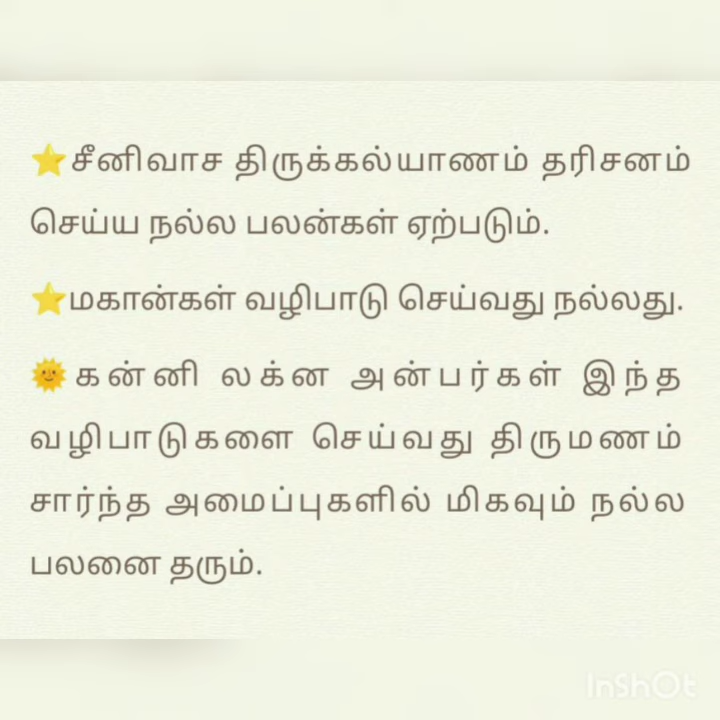 ⭐சீனிவாச திருக்கல்யாணம் தரிசனம்
செய்ய நல்ல பலன்கள் ஏற்படும்.
⭐மகான்கள் வழிபாடு செய்வது நல்லது.
🌞கன்னி லக்ன அன்பர்கள் இந்த
வழிபாடுகளை செய்வது திருமணம்
சார்ந்த அமைப்புகளில் மிகவும் நல்ல
பலனை தரும்.
InShOt